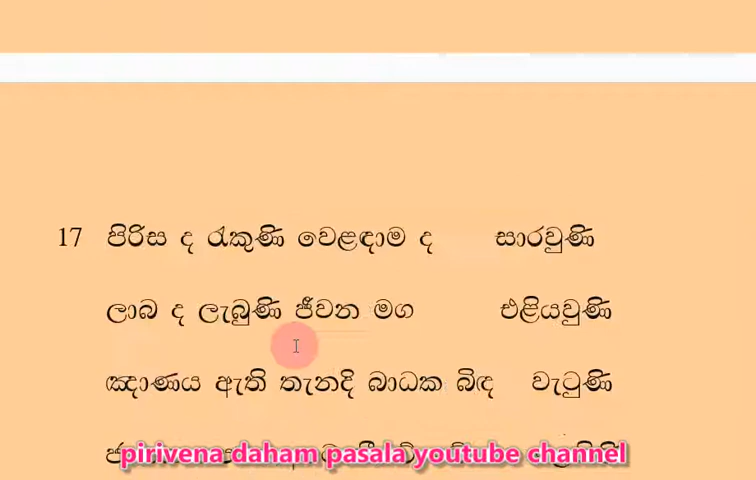 17 පිරිස ද රැකුණි වෙළඳාම ද සාරවුණි
ලාබ ද ලැබුණි ජීවන මග එළියවුණි
ඤාණය ඇති තැනදි බාධක බිඳ වැටුණි
pirivena daham pasala youtube channel